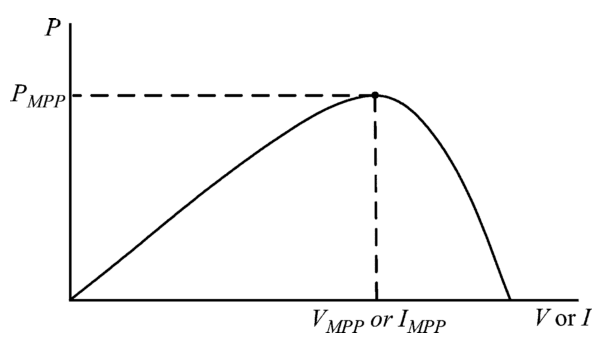 P
P_MPP
V_MPP or I_MPP
V or I